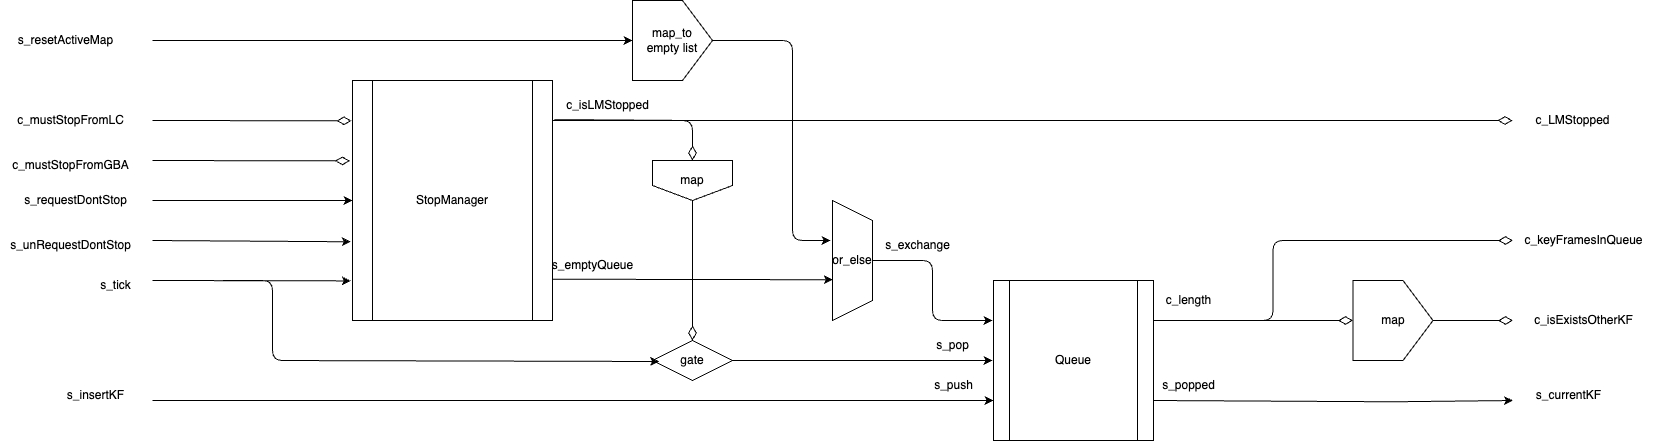 s_resetActiveMap
map_to
empty list
c_isLMStopped
c_mustStopFromLC
c_LMStopped
c_mustStopFromGBA
map
s_requestDontStop
StopManager
s_unRequestDontStop
s_exchange
c_keyFramesInQueue
or_else
s_emptyQueue
s_tick
c_length
map
c_isExistsOtherKF
s_pop
gate
Queue
s_push
s_popped
s_insertKF
s_currentKF